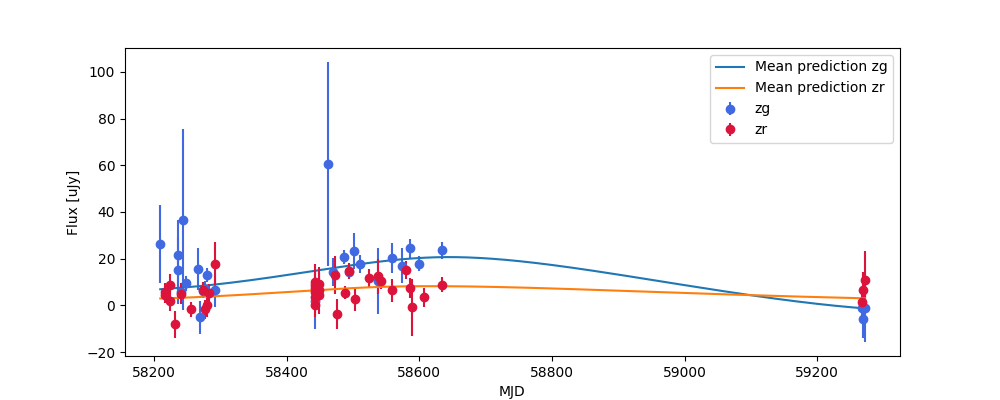 Mean prediction zg
Mean prediction zr
zg
zr
Flux [uJy]
100
80
60
40
20
0
−20
58200
58400
58600
58800
59000
59200
MJD